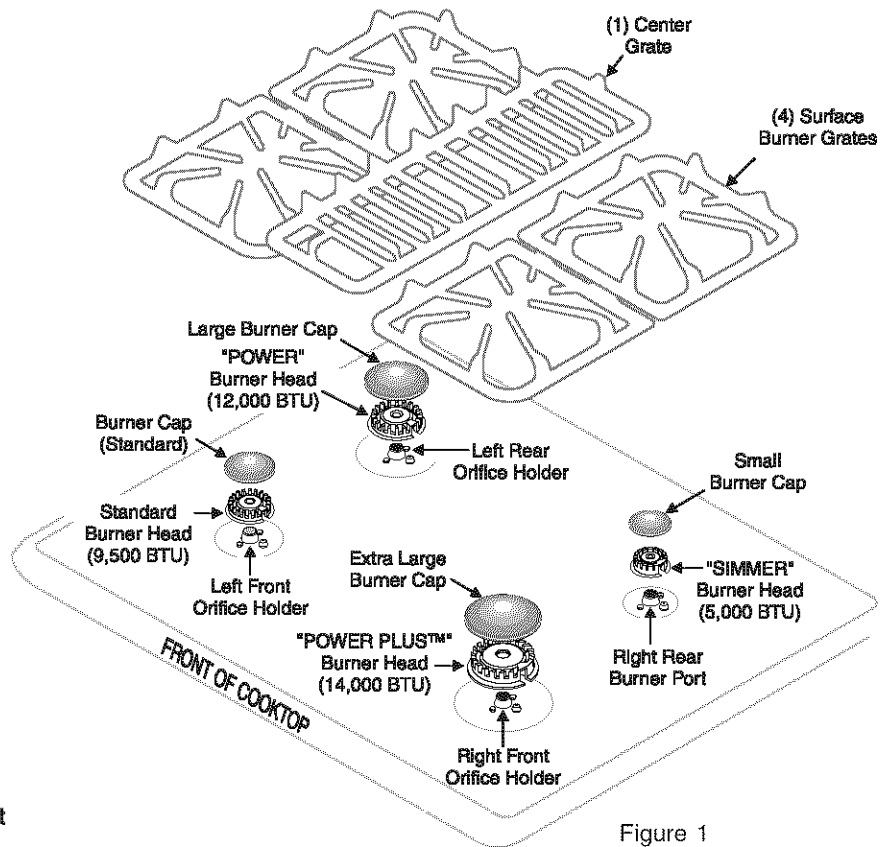 (1) Center
Grate
(4) Surface
Burner Grates
Large Burner Cap
"POWER"
Burner Head
(12,000 BTU)
Burner Cap
(Standard)
Left Rear
Orifice Holder
Small
Burner Cap
Standard
Burner Head
(9,500 BTU)
Left Front
Orifice Holder
Extra Large
Burner Cap
"SIMMER"
Burner Head
(5,000 BTU)
"POWER PLUS™"
Burner Head
(14,000 BTU)
Right Rear
Burner Port
FRONT OF COOKTOP
Right Front
Orifice Holder
t
Figure 1